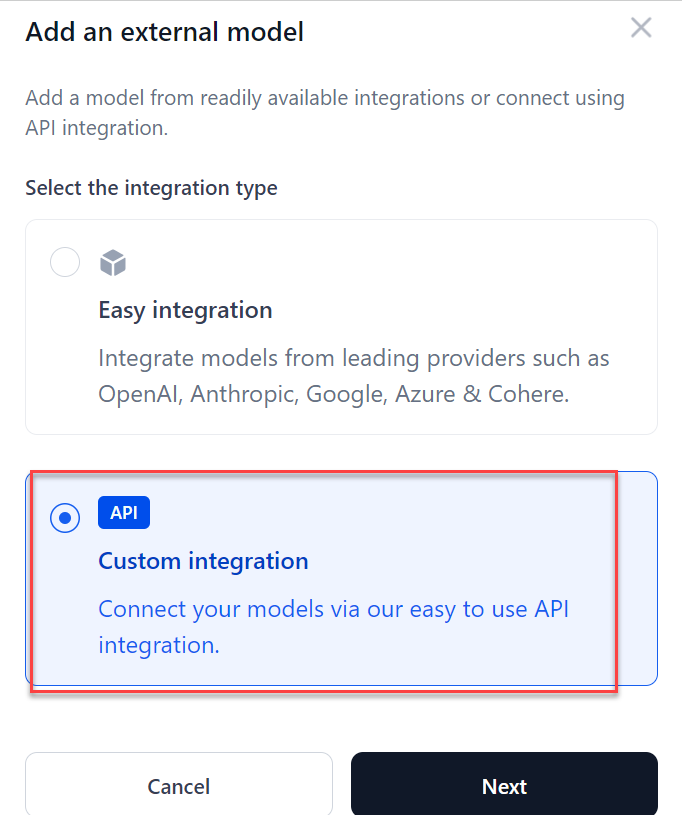 Add an external model
Add a model from readily available integrations or connect using
API integration.
Select the integration type
Easy integration
Integrate models from leading providers such as
OpenAI, Anthropic, Google, Azure & Cohere.
API
Custom integration
Connect your models via our easy to use API
integration.
Cancel
Next